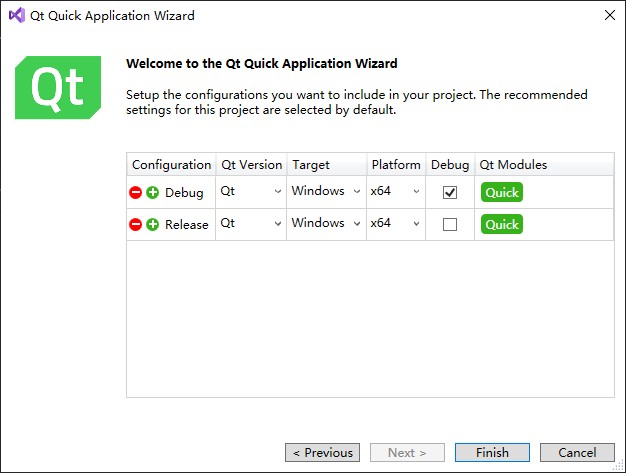 Qt Quick Application Wizard
Qt
Welcome to the Qt Quick Application Wizard
Setup the configurations you want to include in your project. The recommended
settings for this project are selected by default.
Configuration Qt Version Target Platform Debug Qt Modules
Debug Qt Windows x64 Quick
Release Qt Windows x64 Quick
< Previous Next > Finish Cancel